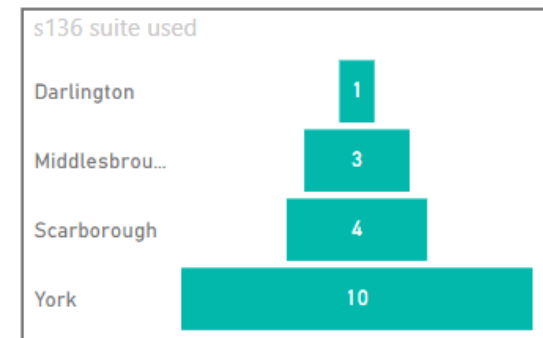 s136 suite used
Darlington 1
Middlesbrou... 3
Scarborough 4
York 10